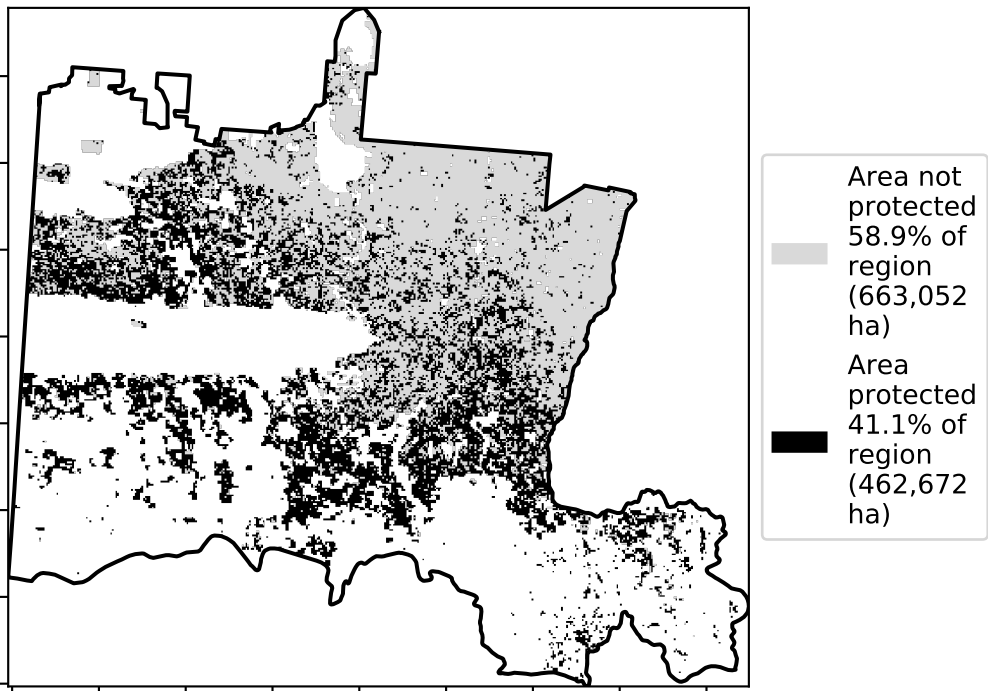 Area not
protected
58.9% of
region
(663,052
ha)
Area
protected
41.1% of
region
(462,672
ha)